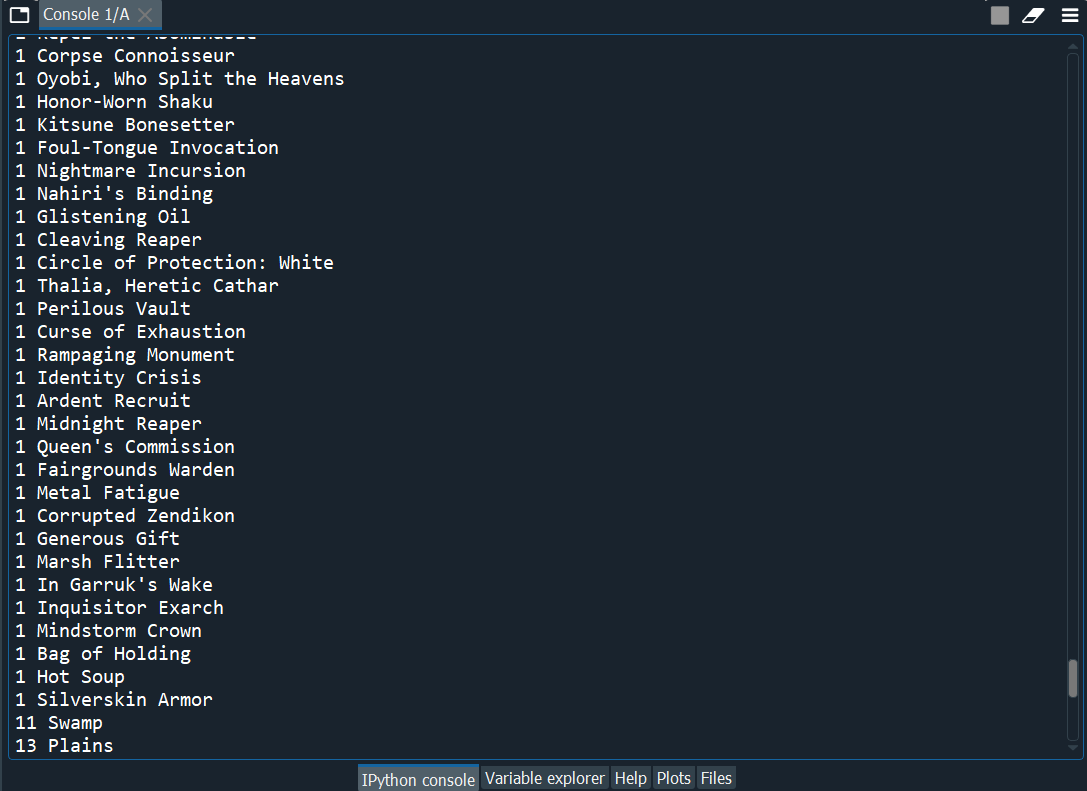 Console 1/A
1 Repel the Abominable
1 Corpse Connoisseur
1 Oyobi, Who Split the Heavens
1 Honor-Worn Shaku
1 Kitsune Bonesetter
1 Foul-Tongue Invocation
1 Nightmare Incursion
1 Nahiri's Binding
1 Glistening Oil
1 Cleaving Reaper
1 Circle of Protection: White
1 Thalia, Heretic Cathar
1 Perilous Vault
1 Curse of Exhaustion
1 Rampaging Monument
1 Identity Crisis
1 Ardent Recruit
1 Midnight Reaper
1 Queen's Commission
1 Fairgrounds Warden
1 Metal Fatigue
1 Corrupted Zendikon
1 Generous Gift
1 Marsh Flitter
1 In Garruk's Wake
1 Inquisitor Exarch
1 Mindstorm Crown
1 Bag of Holding
1 Hot Soup
1 Silverskin Armor
11 Swamp
13 Plains
IPython console Variable explorer Help Plots Files